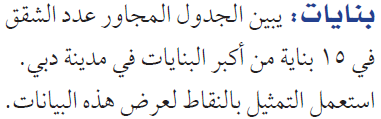 بنايات: يبين الجدول المجاور عدد الشقق
في ١٥ بناية من أكبر البنايات في مدينة دبي.
استعمل التمثيل بالنقاط لعرض هذه البيانات.